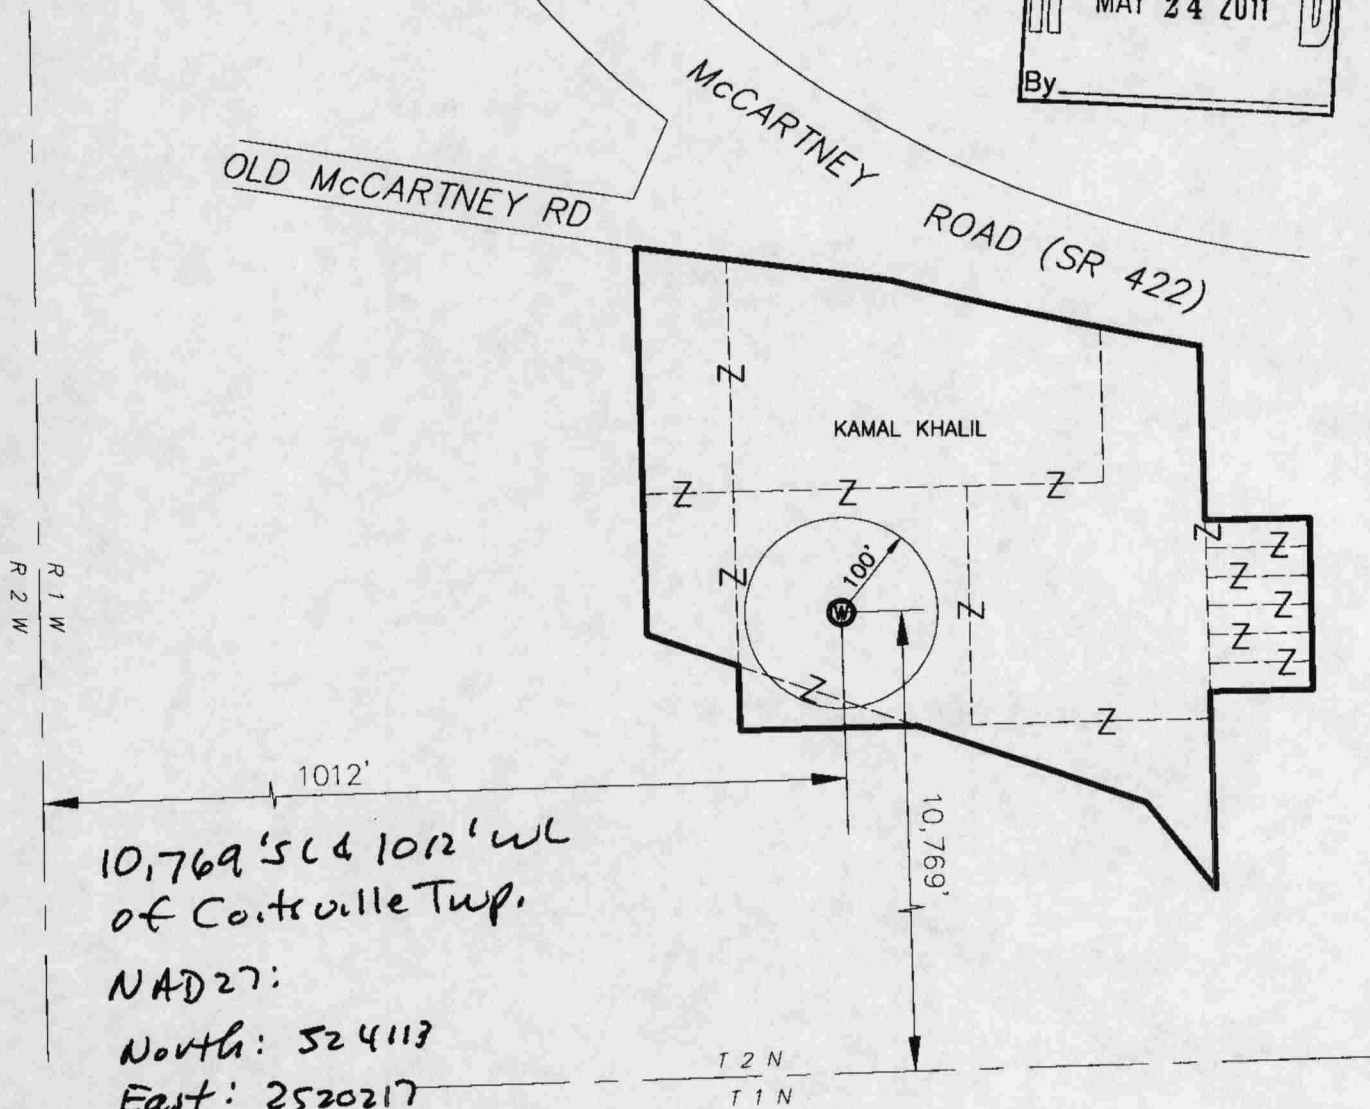 MAY 24 2011 D
By
McCARTNEY
OLD McCARTNEY RD
ROAD (SR 422)
Z
KAMAL KHALIL
Z Z Z
Z
Z
Z
Z
Z
R 2 W
R 1 W
Z
100'
W
Z
Z
Z
Z
Z
Z
1012'
10,769'
10,769' SL & 1012' WL
of Coitsville Twp.
NAD27:
North: 524113
East: 2520217
T 2 N
T 1 N